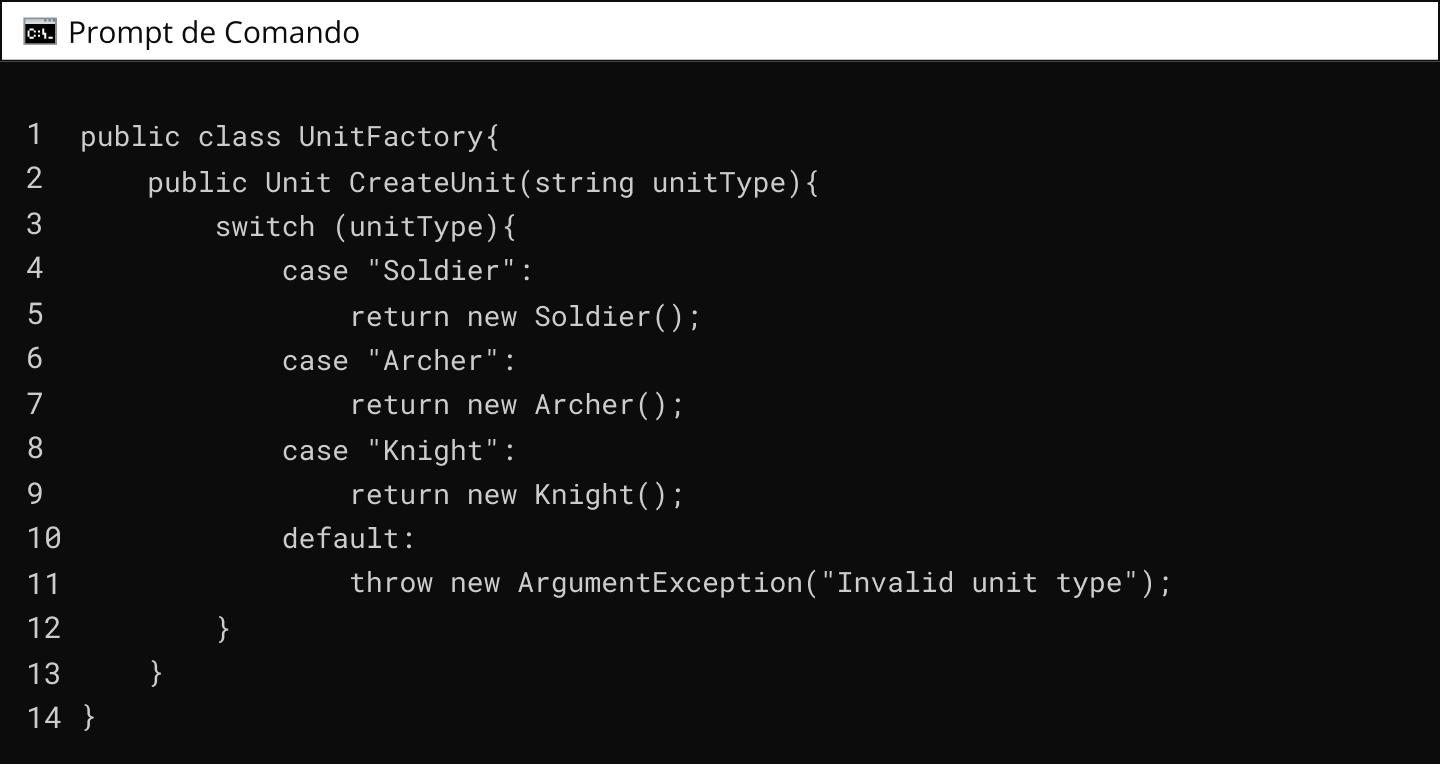 Prompt de Comando
1 public class UnitFactory{
2     public Unit CreateUnit(string unitType){
3         switch (unitType){
4             case "Soldier":
5                 return new Soldier();
6             case "Archer":
7                 return new Archer();
8             case "Knight":
9                 return new Knight();
10             default:
11                 throw new ArgumentException("Invalid unit type");
12         }
13     }
14 }